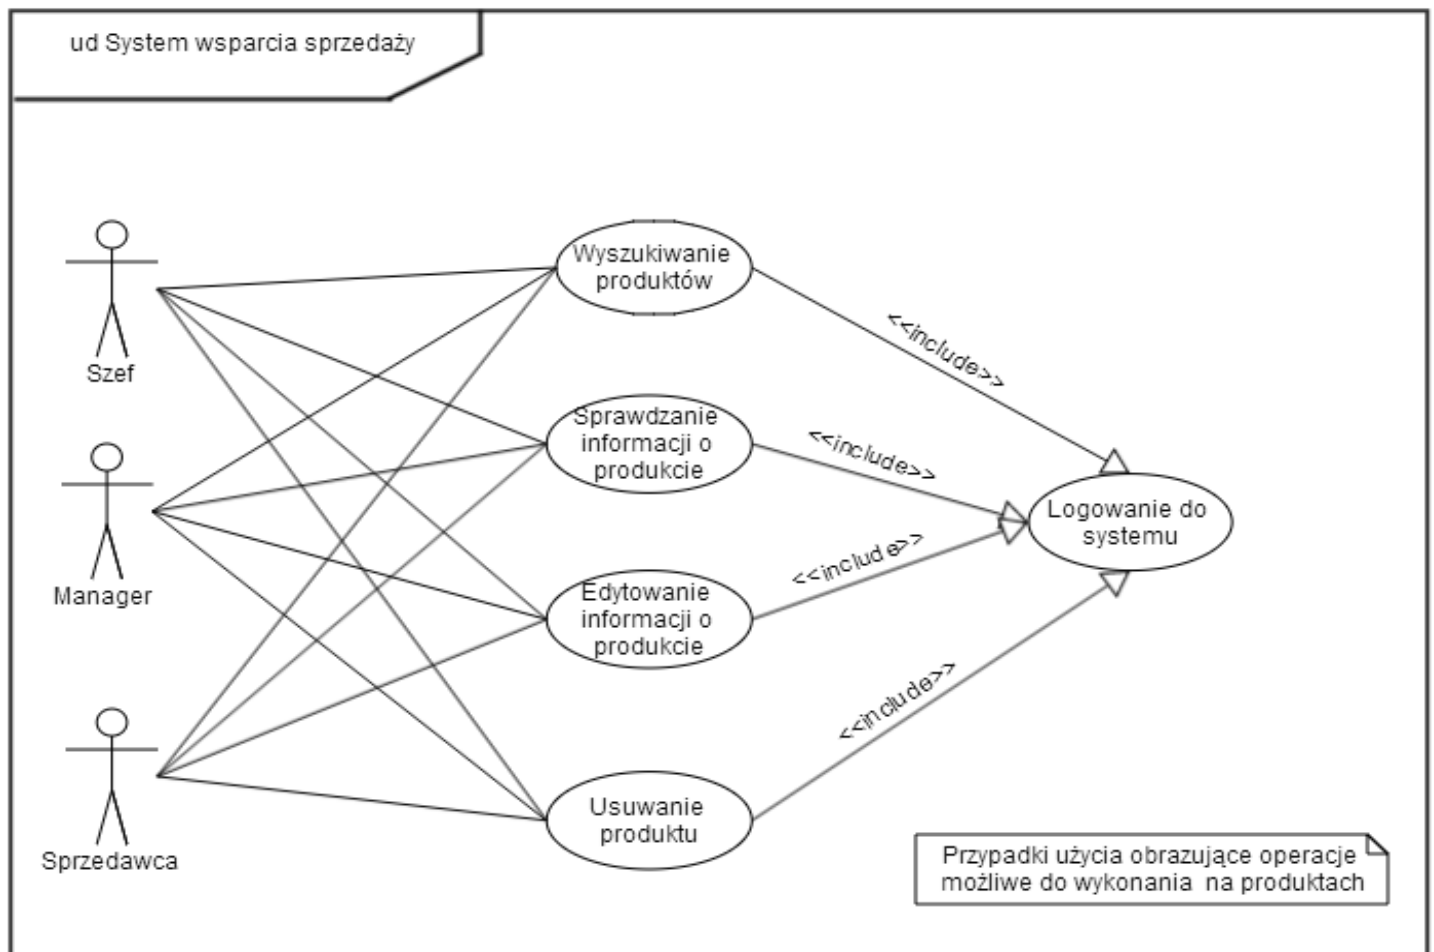 ud System wsparcia sprzedaży
Szef
Manager
Sprzedawca
Wyszukiwanie
produktów
Sprawdzanie
informacji o
produkcie
Edytowanie
informacji o
produkcie
Usuwanie
produktu
<<include>>
<<include>>
<<include>>
<<include>>
Logowanie do
systemu
Przypadki użycia obrazujące operacje
możliwe do wykonania na produktach